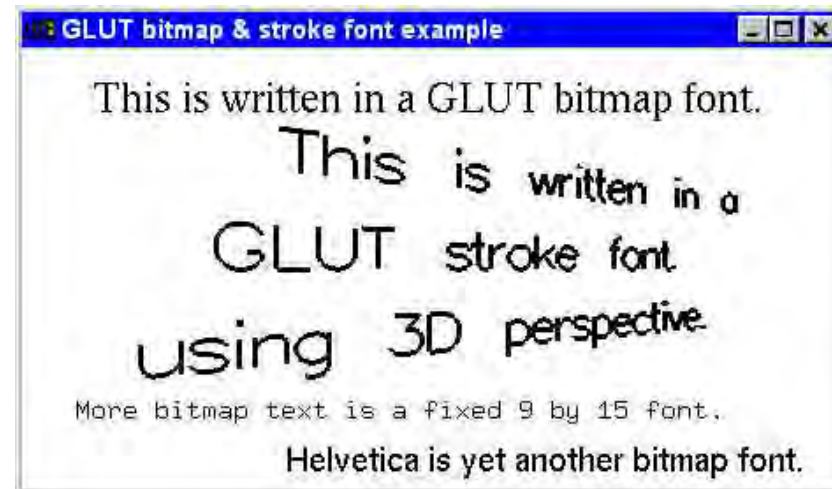 GLUT bitmap & stroke font example
This is written in a GLUT bitmap font.
This is written in a
GLUT stroke font
using 3D perspective.
More bitmap text is a fixed 9 by 15 font.
Helvetica is yet another bitmap font.